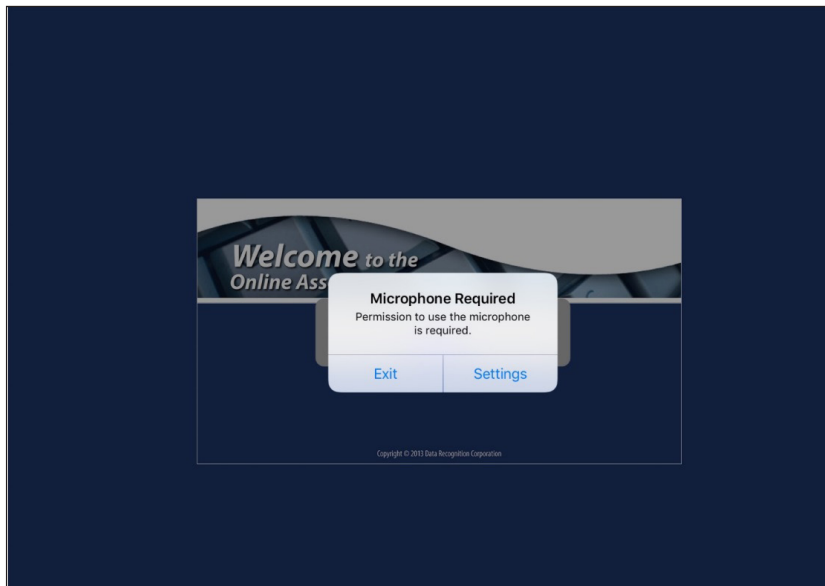 Welcome to the
Online Ass
Microphone Required
Permission to use the microphone
is required.
Exit Settings
Copyright © 2013 Data Recognition Corporation